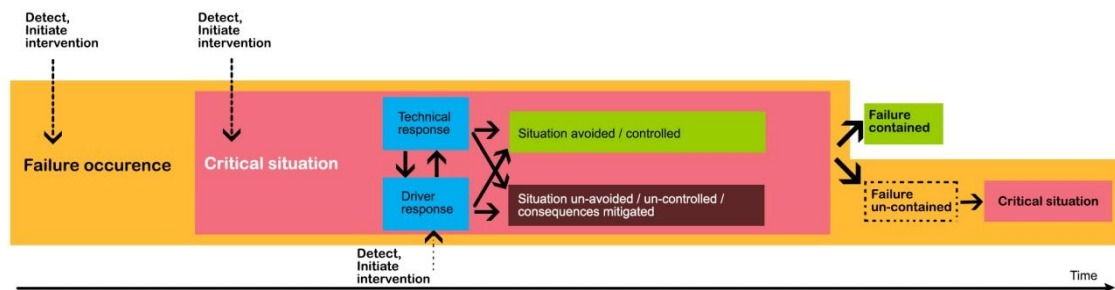 Detect,
Initiate
intervention
Detect,
Initiate
intervention
Failure occurence
Critical situation
Technical
response
Driver
response
Situation avoided / controlled
Situation un-avoided / un-controlled /
consequences mitigated
Failure
contained
Failure
un-contained
Critical situation
Detect,
Initiate
intervention
Time